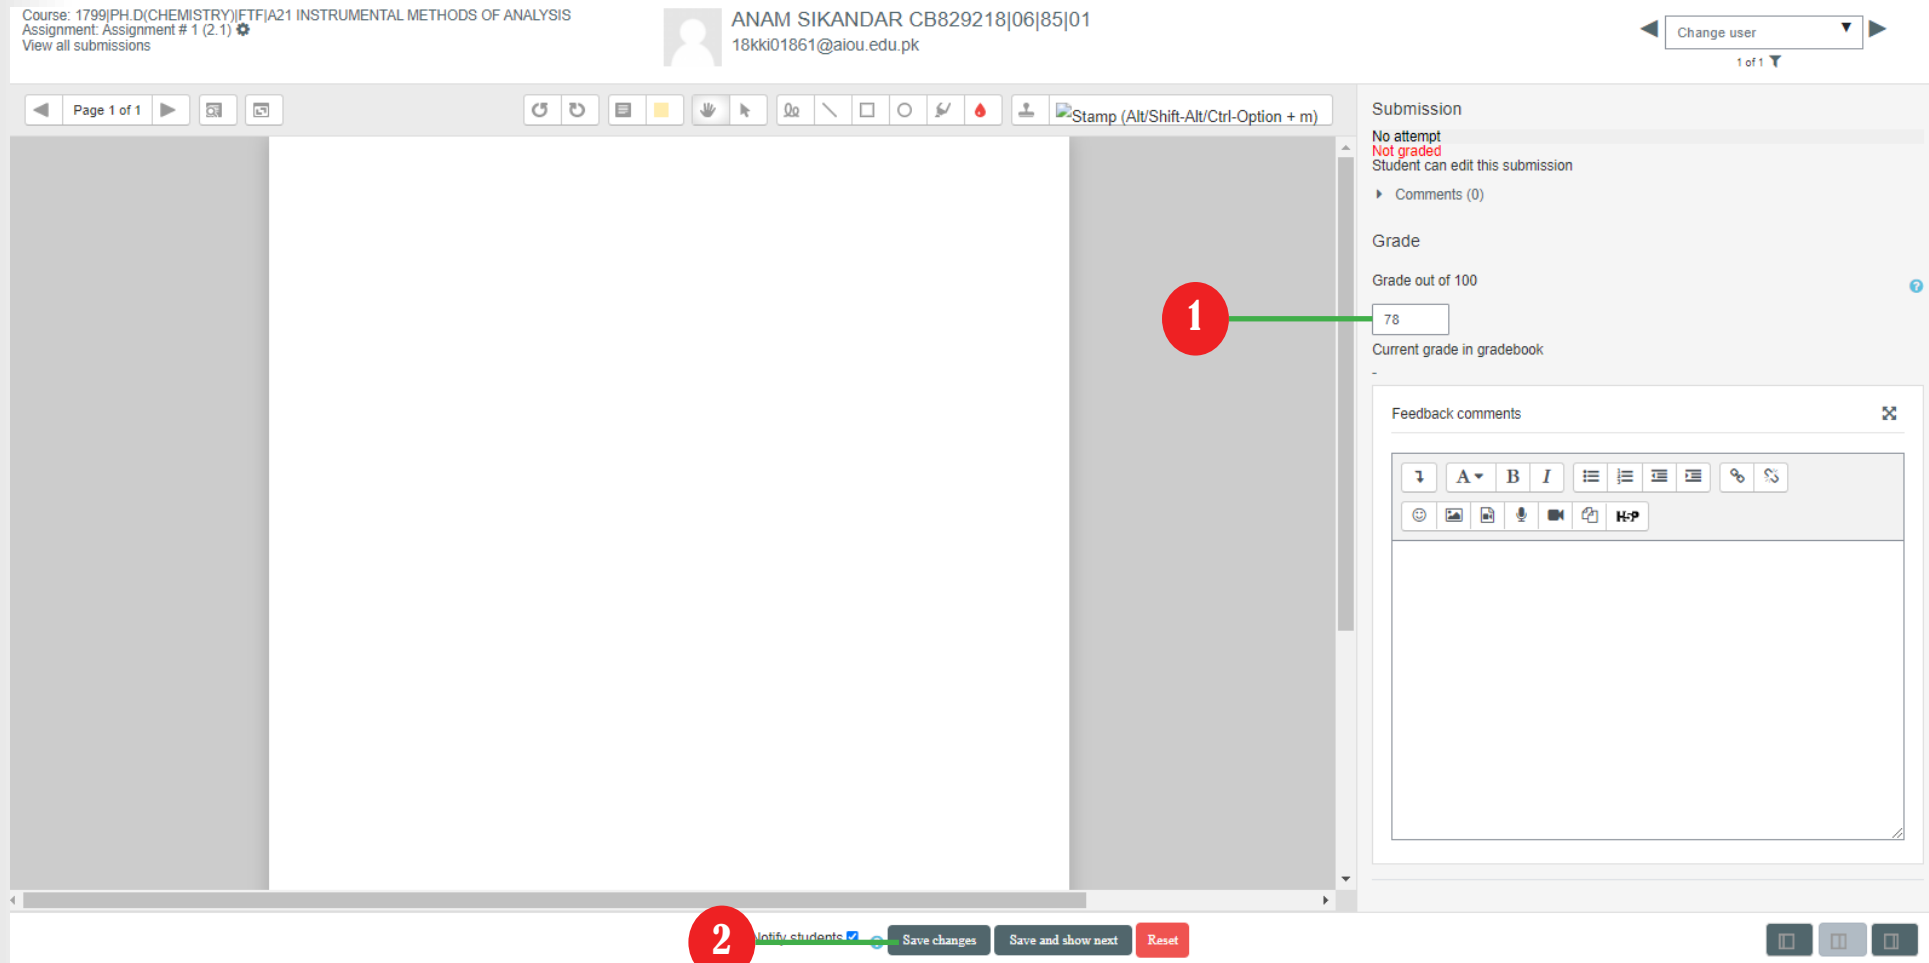 Course: 1799|PH.D(CHEMISTRY)|FTF|A21 INSTRUMENTAL METHODS OF ANALYSIS
Assignment: Assignment # 1 (2.1)
View all submissions
ANAM SIKANDAR CB829218|06|85|01
18kki01861@aiou.edu.pk
Change user
1 of 1
Page 1 of 1
Stamp (Alt/Shift-Alt/Ctrl-Option + m)
Submission
No attempt
Not graded
Student can edit this submission
Comments (0)
Grade
Grade out of 100
1
78
Current grade in gradebook
-
Feedback comments
A B I
H5P
2
Notify students
Save changes
Save and show next
Reset